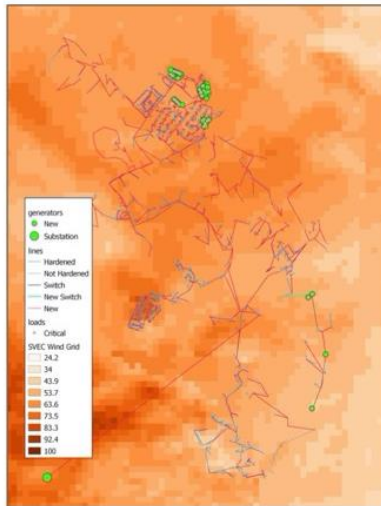 generators
New
Substation
lines
Hardened
Not Hardened
Switch
New Switch
New
loads
Critical
SVEC Wind Grid
24.2
34
43.9
53.7
63.6
73.5
83.3
92.4
100